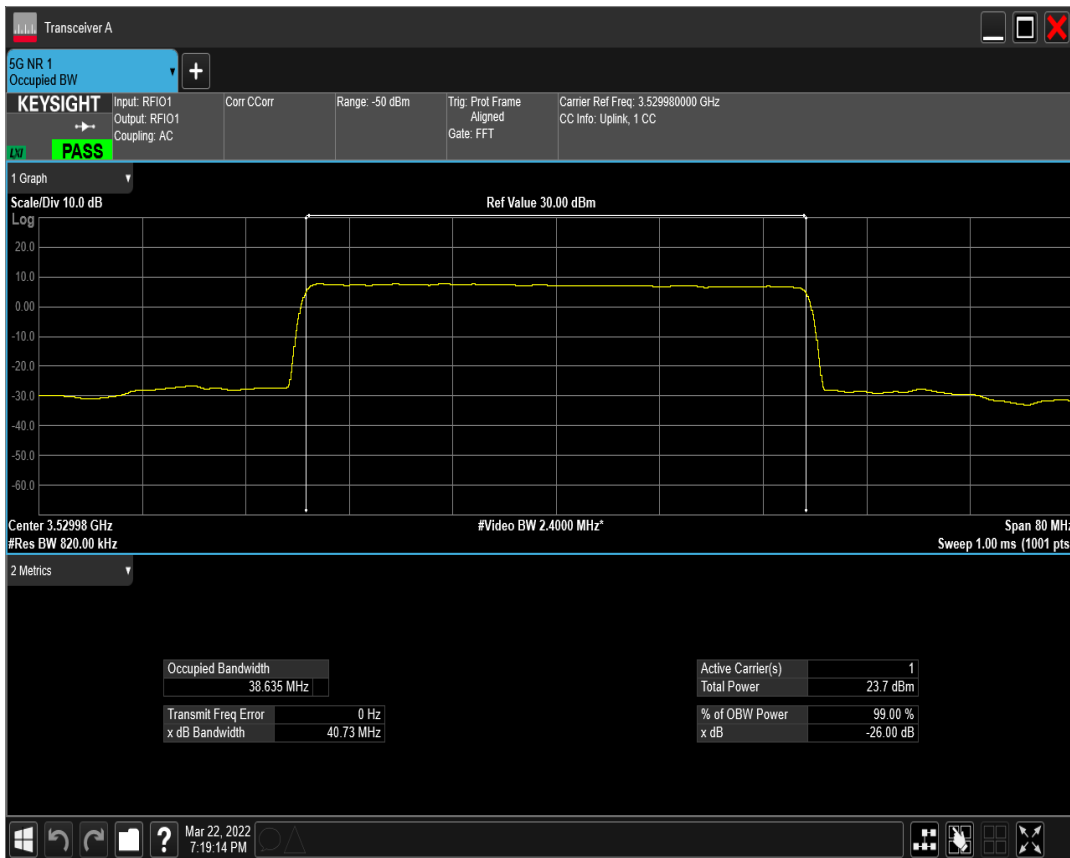 Transceiver A
5G NR 1
Occupied BW
+
KEYSIGHT
Input: RFIO1
Output: RFIO1
Coupling: AC
LXI
PASS
Corr CCorr
Range: -50 dBm
Trig: Prot Frame
Aligned
Gate: FFT
Carrier Ref Freq: 3.529980000 GHz
CC Info: Uplink, 1 CC
1 Graph
Scale/Div 10.0 dB
Ref Value 30.00 dBm
Log
20.0
10.0
0.00
-10.0
-20.0
-30.0
-40.0
-50.0
-60.0
Center 3.52998 GHz
#Video BW 2.4000 MHz*
Span 80 MHz
#Res BW 820.00 kHz
Sweep 1.00 ms (1001 pts
2 Metrics
Occupied Bandwidth
38.635 MHz
Transmit Freq Error 0 Hz
x dB Bandwidth 40.73 MHz
Active Carrier(s) 1
Total Power 23.7 dBm
% of OBW Power 99.00 %
x dB -26.00 dB
?
Mar 22, 2022
7:19:14 PM